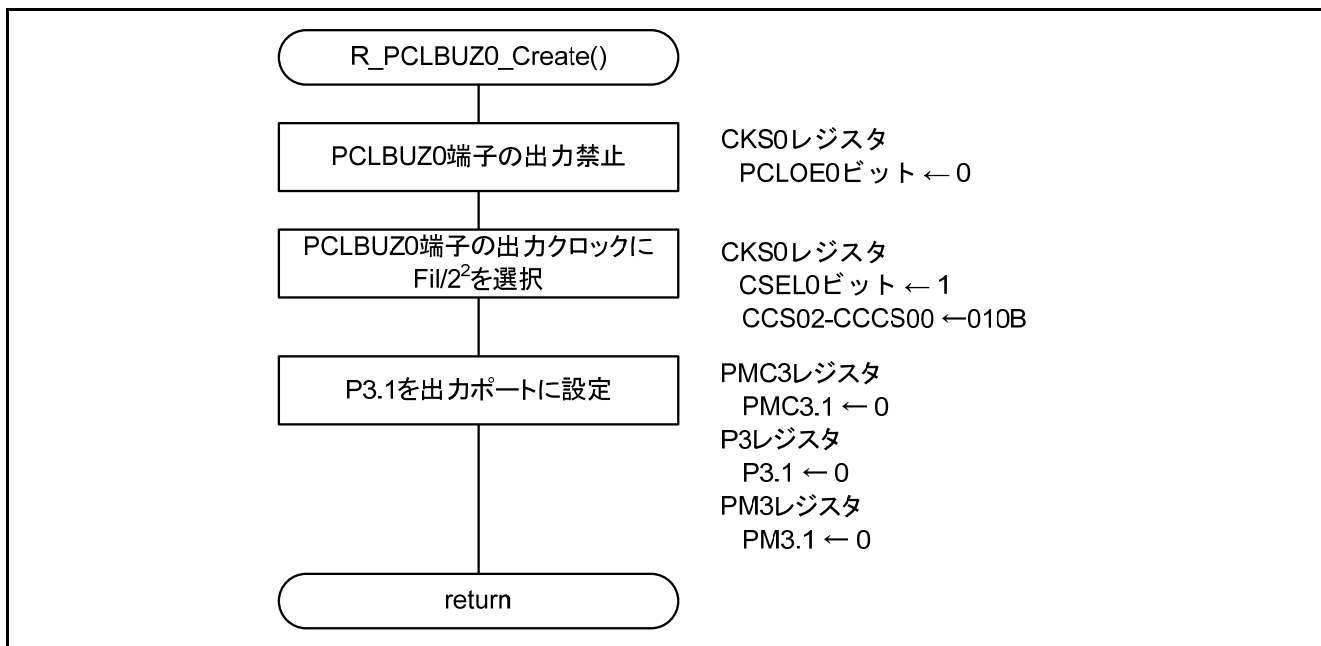 R_PCLBUZ0_Create()
PCLBUZ0端子の出力禁止
CKS0レジスタ
PCLOE0ビット ← 0
PCLBUZ0端子の出力クロックに
Fil/2²を選択
CKS0レジスタ
CSEL0ビット ← 1
CCS02-CCCS00 ←010B
P3.1を出力ポートに設定
PMC3レジスタ
PMC3.1 ← 0
P3レジスタ
P3.1 ← 0
PM3レジスタ
PM3.1 ← 0
return